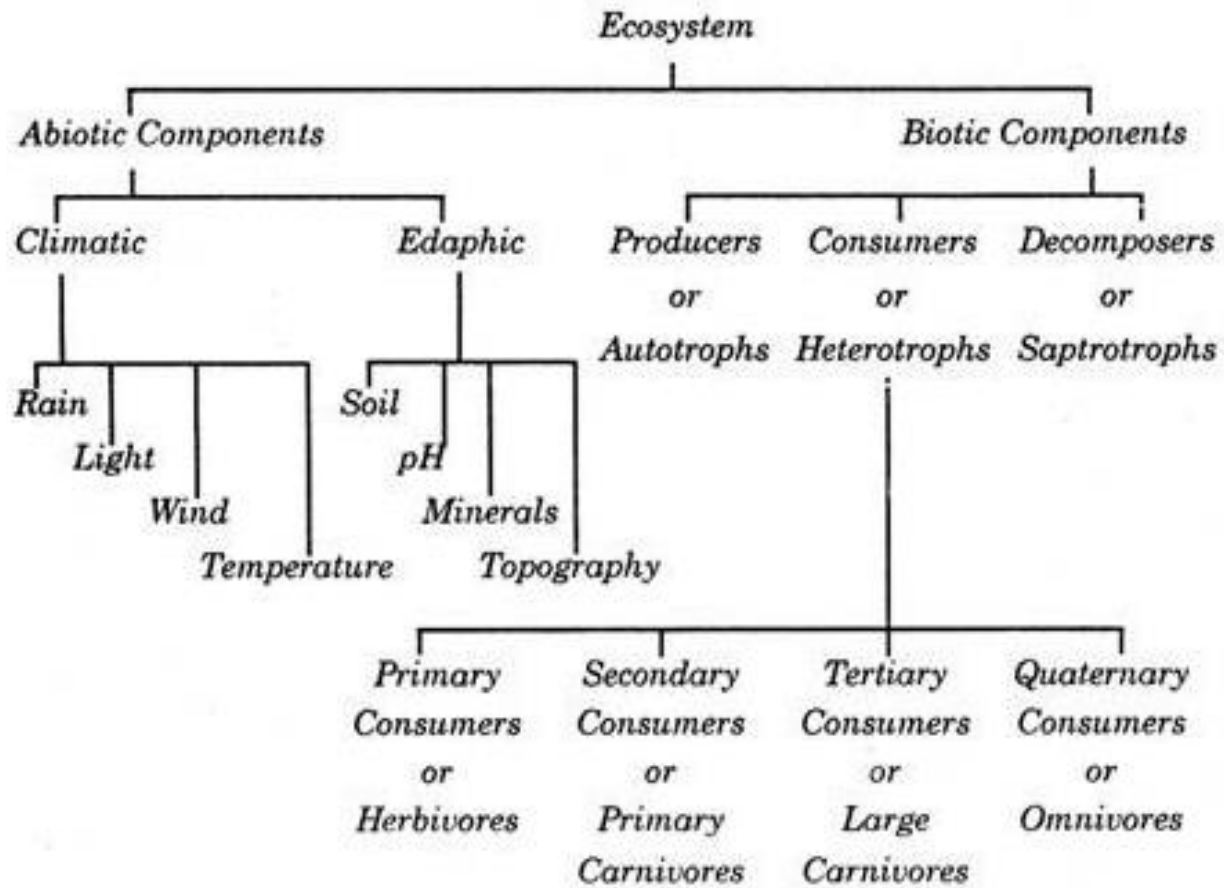 Ecosystem
Abiotic Components
Biotic Components
Climatic
Edaphic
Producers
or
Autotrophs
Consumers
or
Heterotrophs
Decomposers
or
Saptrotrophs
Rain
Light
Wind
Temperature
Soil
pH
Minerals
Topography
Primary
Consumers
or
Herbivores
Secondary
Consumers
or
Primary
Carnivores
Tertiary
Consumers
or
Large
Carnivores
Quaternary
Consumers
or
Omnivores